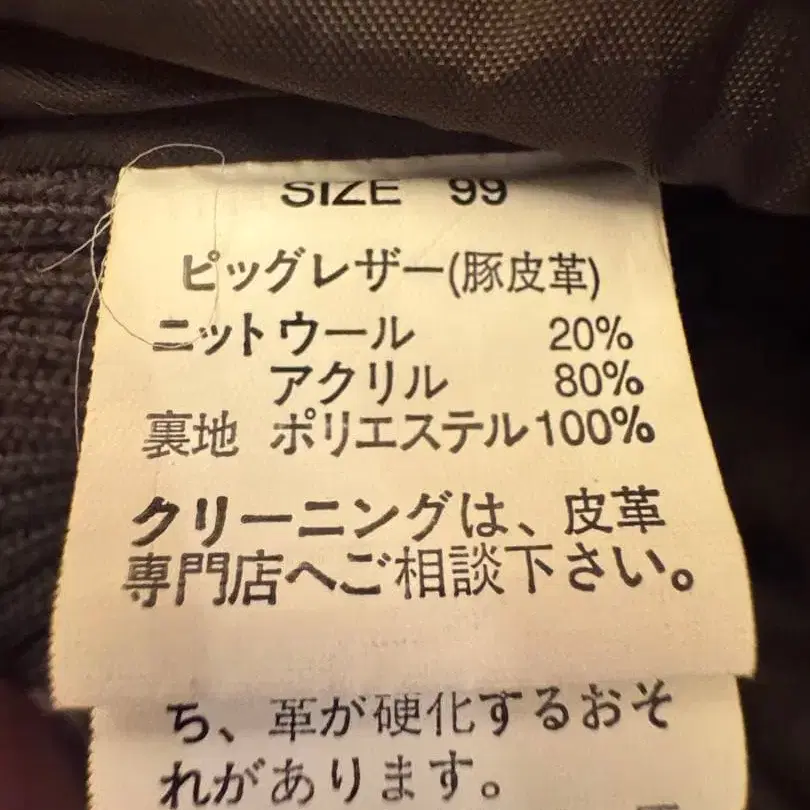 SIZE 99
ピッグレザー(豚皮革)
ニットウール 20%
アクリル 80%
裏地 ポリエステル100%
クリーニングは、皮革
専門店へご相談下さい。
ち、革が硬化するおそ
れがあります。